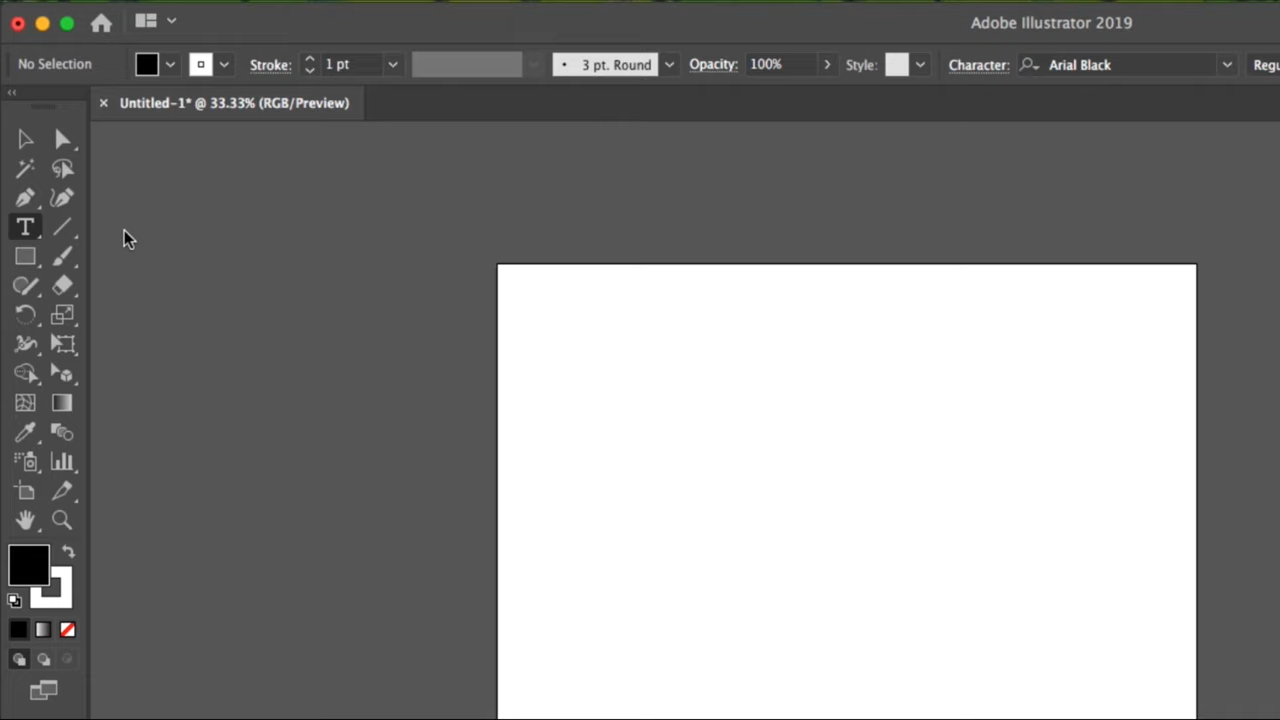 Adobe Illustrator 2019
No Selection Stroke: 1 pt 3 pt. Round Opacity: 100% Style: Character: Arial Black Regu
× Untitled-1* @ 33.33% (RGB/Preview)
T